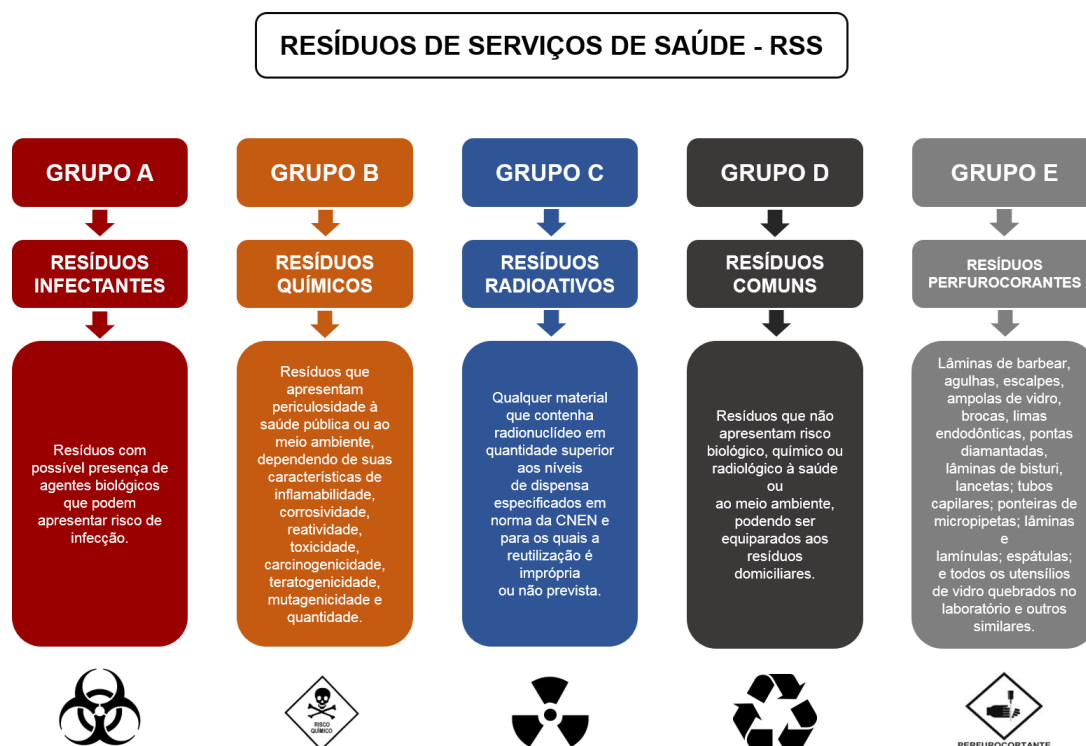 RESÍDUOS DE SERVIÇOS DE SAÚDE - RSS
GRUPO A
RESÍDUOS
INFECTANTES
Resíduos com
possível presença de
agentes biológicos
que podem
apresentar risco de
infecção.
GRUPO B
RESÍDUOS
QUÍMICOS
Resíduos que
apresentam
periculosidade à
saúde pública ou ao
meio ambiente,
dependendo de suas
características de
inflamabilidade,
corrosividade,
reatividade,
toxicidade,
carcinogenicidade,
teratogenicidade,
mutagenicidade e
quantidade.
RISCO
QUÍMICO
GRUPO C
RESÍDUOS
RADIOATIVOS
Qualquer material
que contenha
radionuclídeo em
quantidade superior
aos níveis
de dispensa
especificados em
norma da CNEN e
para os quais a
reutilização é
imprópria
ou não prevista.
GRUPO D
RESÍDUOS
COMUNS
Resíduos que não
apresentam risco
biológico, químico ou
radiológico à saúde
ou
ao meio ambiente,
podendo ser
equiparados aos
resíduos
domiciliares.
GRUPO E
RESÍDUOS
PERFUROCORANTES
Lâminas de barbear,
agulhas, escalpes,
ampolas de vidro,
brocas, limas
endodônticas, pontas
diamantadas,
lâminas de bisturi,
lancetas; tubos
capilares; ponteiras de
micropipetas; lâminas
e
lamínulas; espátulas;
e todos os utensílios
de vidro quebrados no
laboratório e outros
similares.
PERFUROCORTANTE